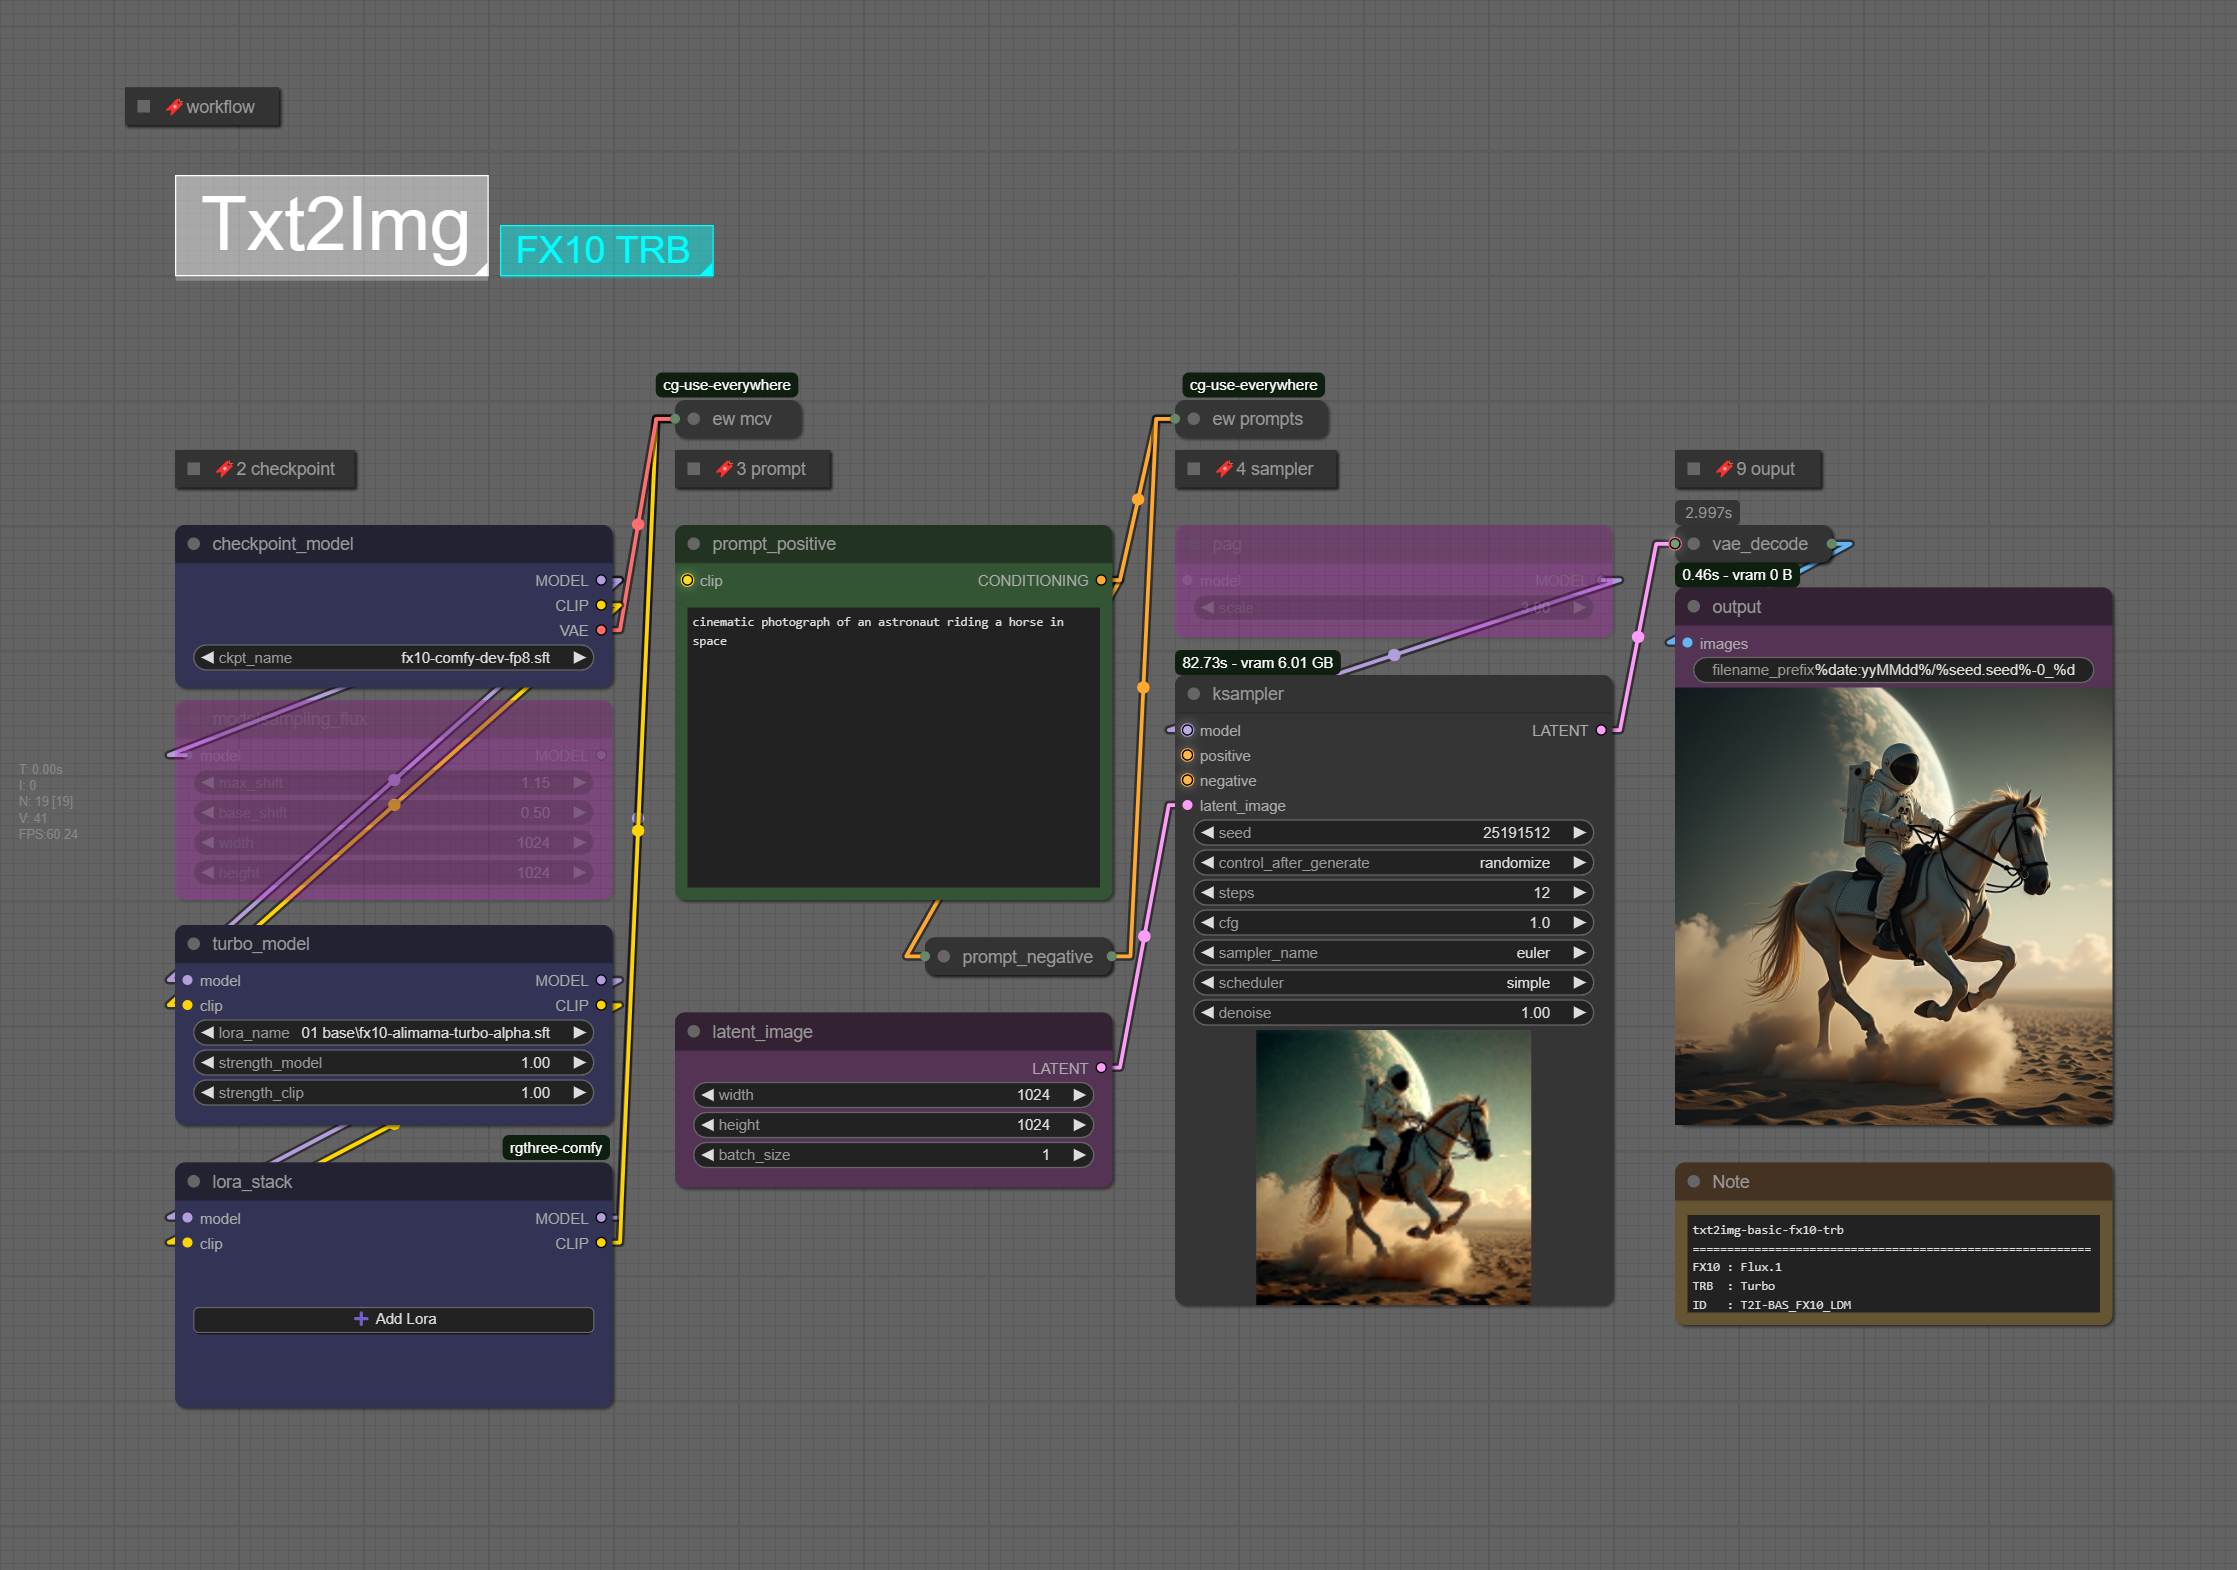 workflow
Txt2Img
FX10 TRB
cg-use-everywhere
ew mcv
cg-use-everywhere
ew prompts
2 checkpoint
3 prompt
4 sampler
9 ouput
checkpoint_model
MODEL
CLIP
VAE
ckpt_name fx10-comfy-dev-fp8.sft
modelsampling_flux
model MODEL
max_shift 1.15
base_shift 0.50
width 1024
height 1024
T: 0.00s
I: 0
N: 19 [19]
V: 41
FPS:60.24
turbo_model
model MODEL
clip CLIP
lora_name 01 base\fx10-alimama-turbo-alpha.sft
strength_model 1.00
strength_clip 1.00
rgthree-comfy
lora_stack
model MODEL
clip CLIP
Add Lora
prompt_positive
clip CONDITIONING
cinematic photograph of an astronaut riding a horse in
space
prompt_negative
latent_image
LATENT
width 1024
height 1024
batch_size 1
pag
model MODEL
scale 3.00
82.73s - vram 6.01 GB
ksampler
model LATENT
positive
negative
latent_image
seed 25191512
control_after_generate randomize
steps 12
cfg 1.0
sampler_name euler
scheduler simple
denoise 1.00
2.997s
vae_decode
0.46s - vram 0 B
output
images
filename_prefix%date:yyMMdd%/%seed.seed%-0_%d
Note
txt2img-basic-fx10-trb
==========================================================
FX10 : Flux.1
TRB : Turbo
ID : T2I-BAS_FX10_LDM